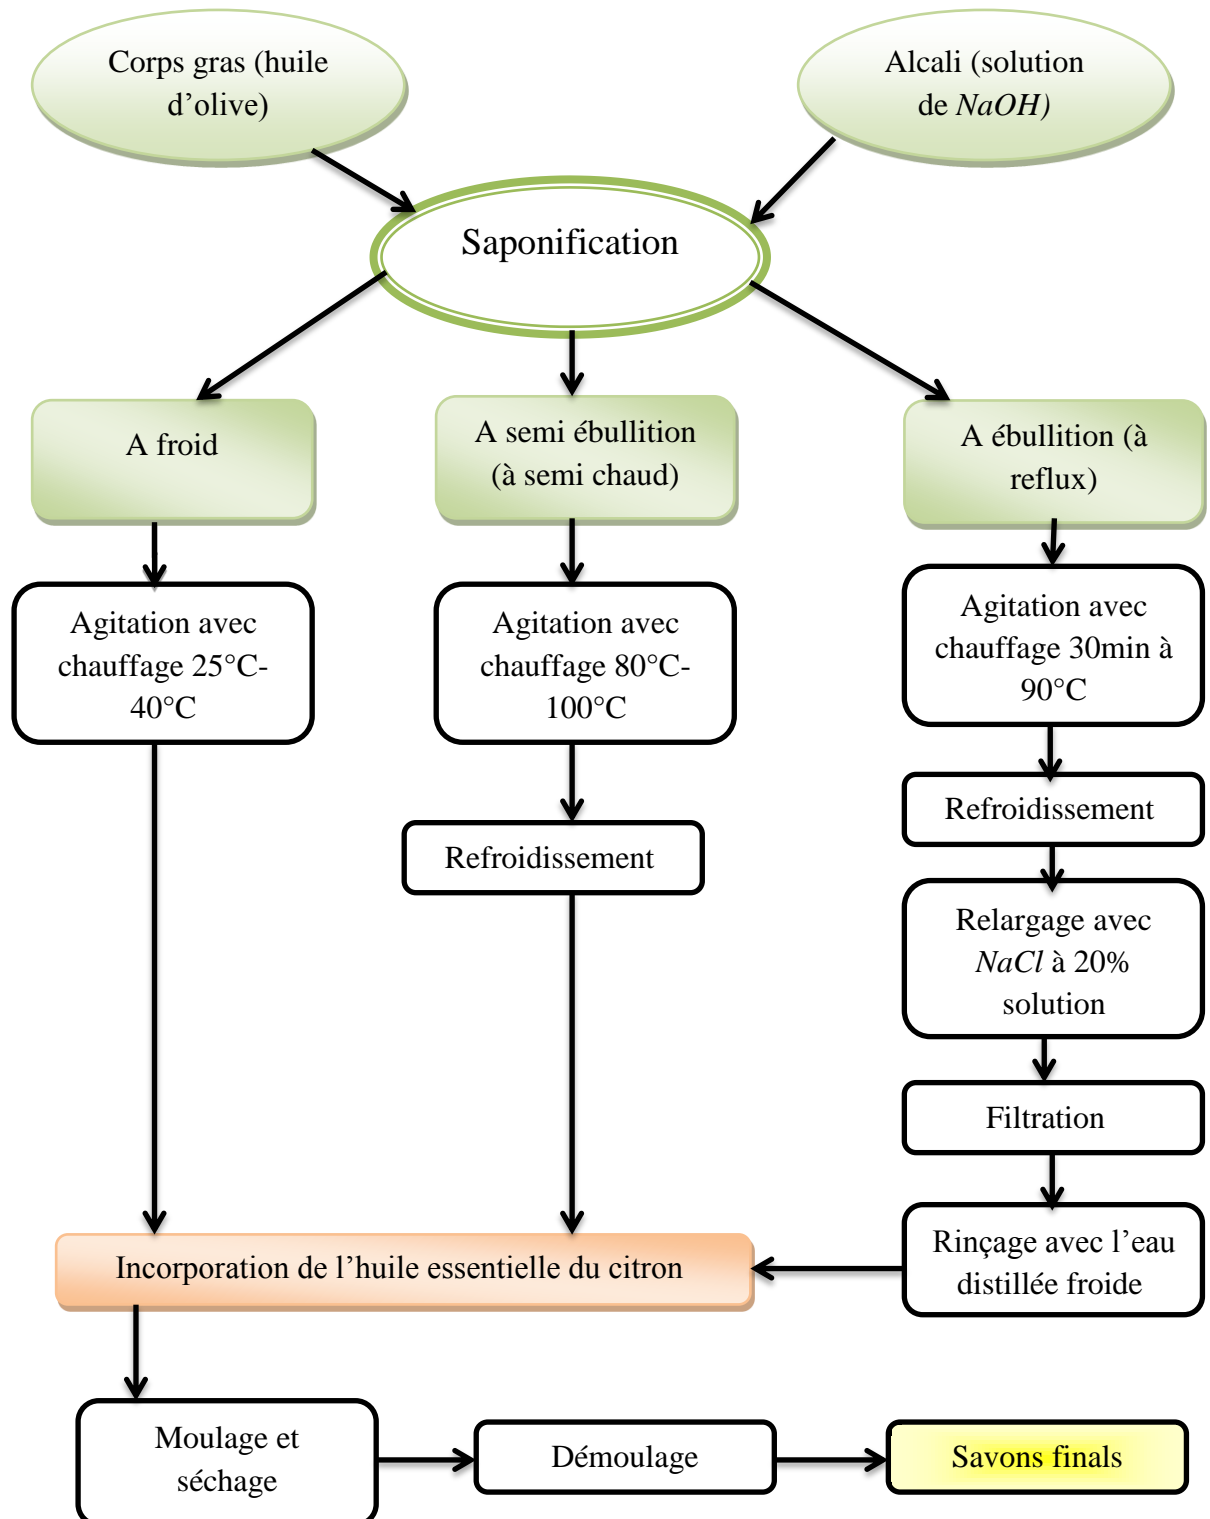 Corps gras (huile
d’olive)
Alcali (solution
de NaOH)
Saponification
A froid
A semi ébullition
(à semi chaud)
A ébullition (à
reflux)
Agitation avec
chauffage 25°C-
40°C
Agitation avec
chauffage 80°C-
100°C
Agitation avec
chauffage 30min à
90°C
Refroidissement
Refroidissement
Relargage avec
NaCl à 20%
solution
Filtration
Rinçage avec l’eau
distillée froide
Incorporation de l’huile essentielle du citron
Moulage et
séchage
Démoulage
Savons finals